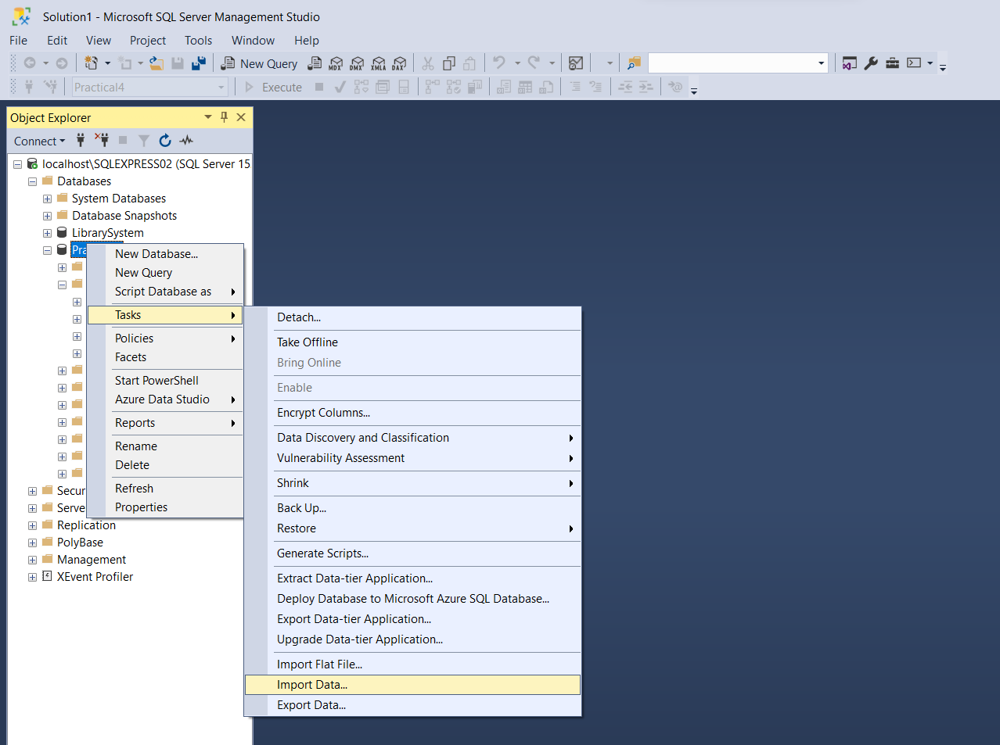 Solution1 - Microsoft SQL Server Management Studio
File Edit View Project Tools Window Help
New Query MDX DMX XMLA DAX
Practical4 Execute
Object Explorer
Connect
localhost\SQLEXPRESS02 (SQL Server 15
Databases
System Databases
Database Snapshots
LibrarySystem
Pra
Secur
Serve
Replication
PolyBase
Management
XEvent Profiler
New Database...
New Query
Script Database as
Tasks
Policies
Facets
Start PowerShell
Azure Data Studio
Reports
Rename
Delete
Refresh
Properties
Detach...
Take Offline
Bring Online
Enable
Encrypt Columns...
Data Discovery and Classification
Vulnerability Assessment
Shrink
Back Up...
Restore
Generate Scripts...
Extract Data-tier Application...
Deploy Database to Microsoft Azure SQL Database...
Export Data-tier Application...
Upgrade Data-tier Application...
Import Flat File...
Import Data...
Export Data...